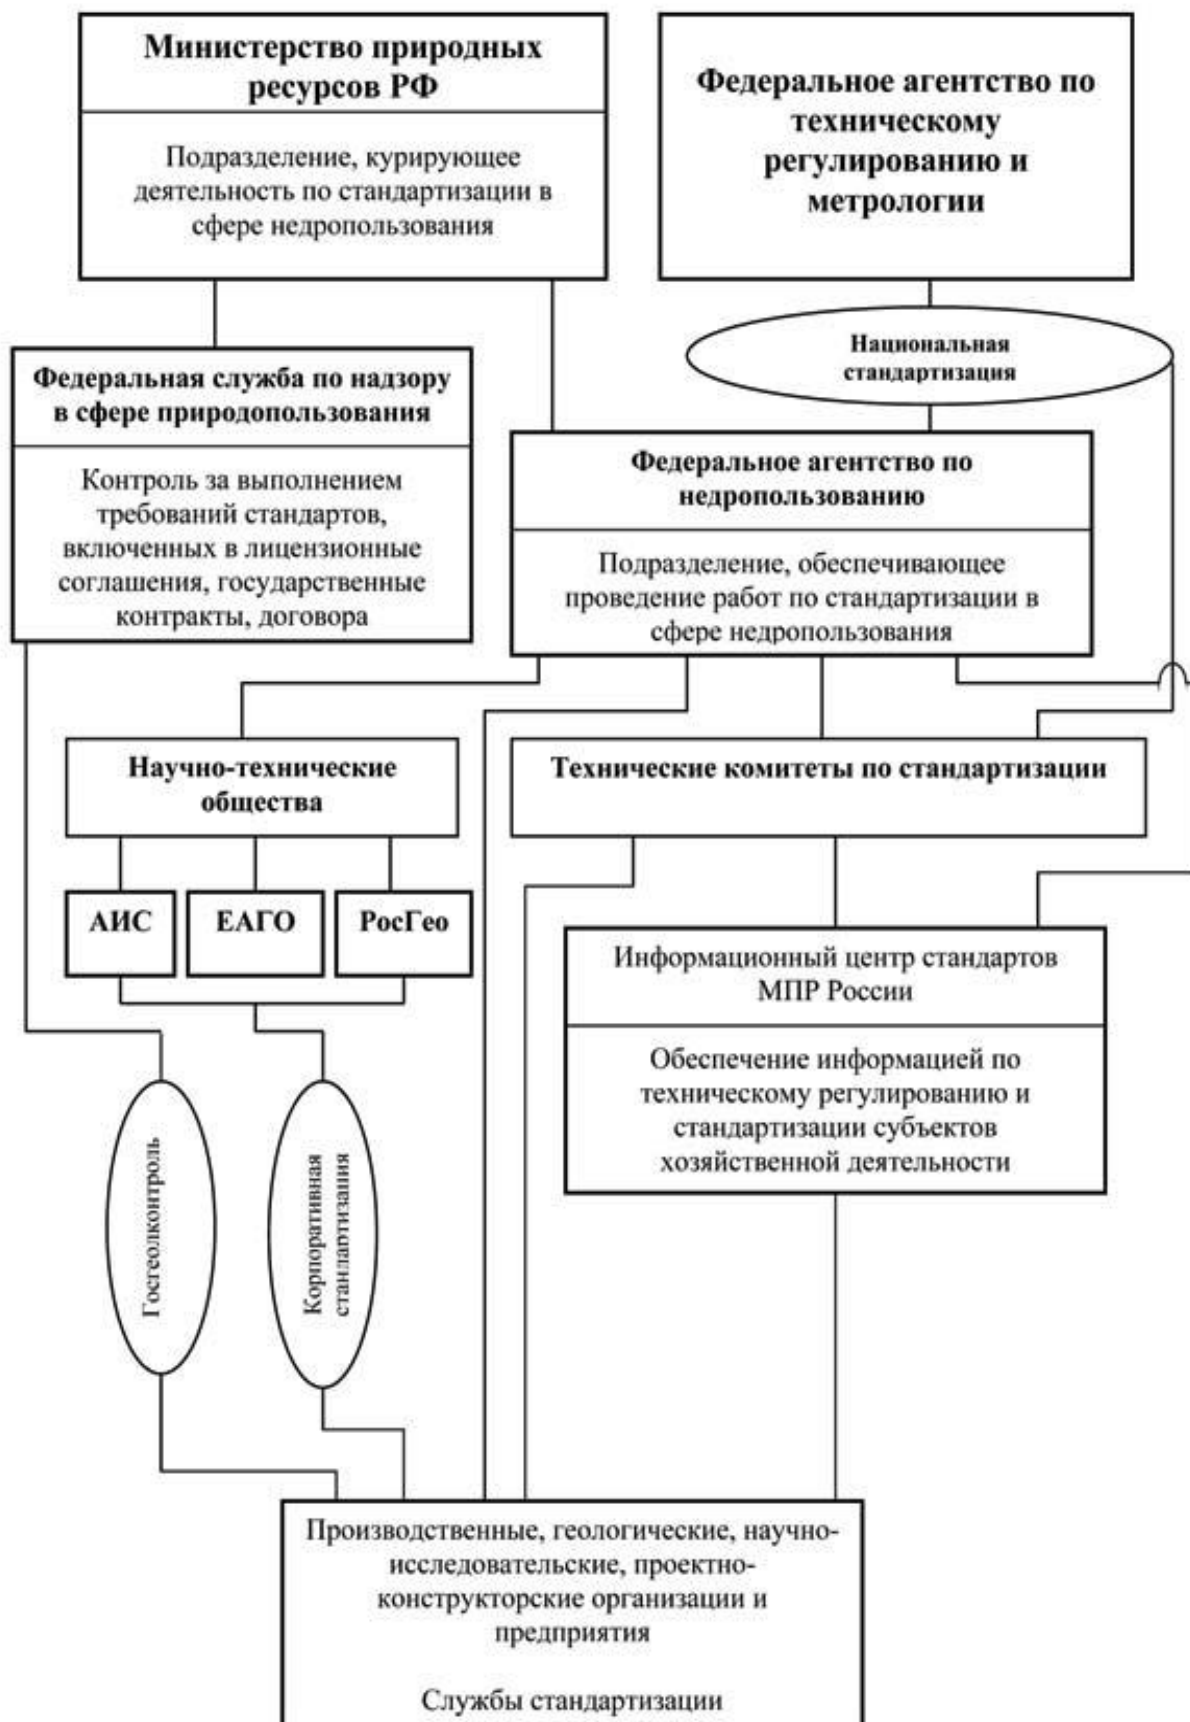 Министерство природных
ресурсов РФ
Подразделение, курирующее
деятельность по стандартизации в
сфере недропользования
Федеральное агентство по
техническому
регулированию и
метрологии
Национальная
стандартизация
Федеральная служба по надзору
в сфере природопользования
Контроль за выполнением
требований стандартов,
включенных в лицензионные
соглашения, государственные
контракты, договора
Федеральное агентство по
недропользованию
Подразделение, обеспечивающее
проведение работ по стандартизации в
сфере недропользования
Научно-технические
общества
Технические комитеты по стандартизации
АИС
ЕАГО
РосГео
Информационный центр стандартов
МПР России
Обеспечение информацией по
техническому регулированию и
стандартизации субъектов
хозяйственной деятельности
Госгеолконтроль
Корпоративная
стандартизация
Производственные, геологические, научно-
исследовательские, проектно-
конструкторские организации и
предприятия
Службы стандартизации